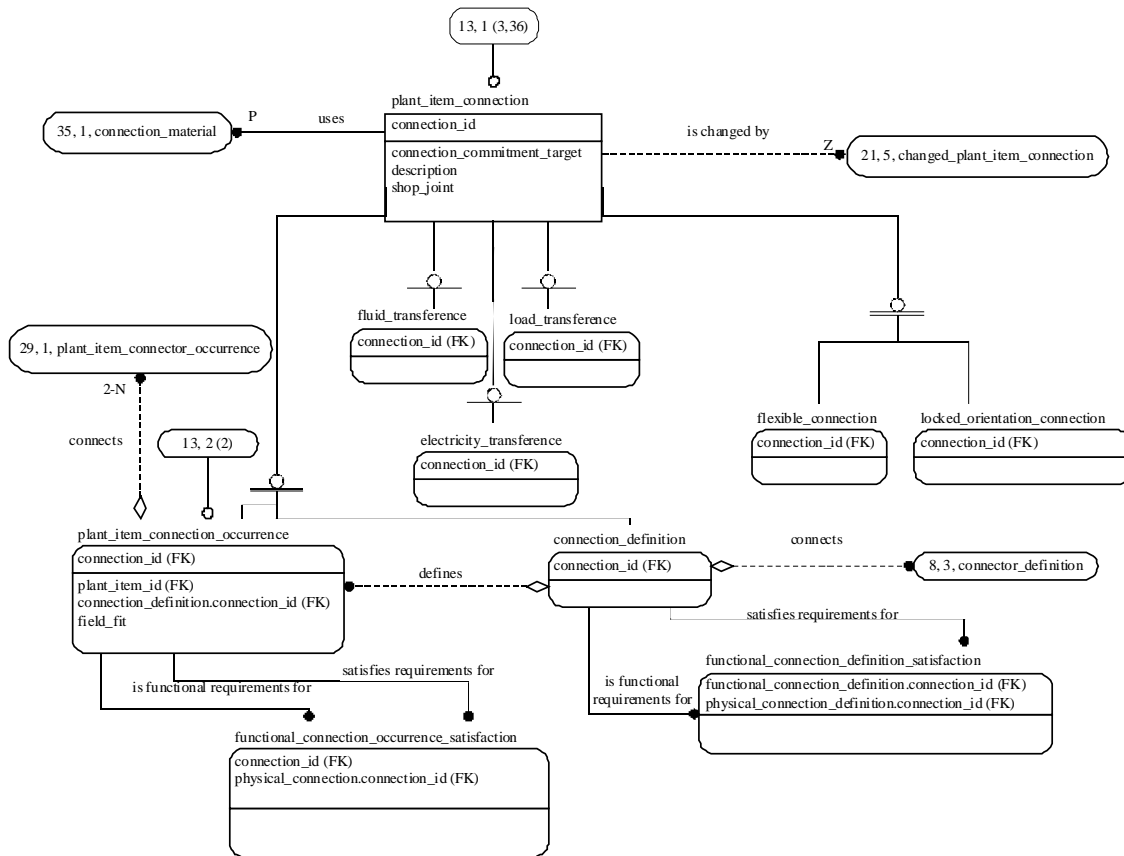 13, 1 (3,36)
plant_item_connection
connection_id
connection_commitment_target
description
shop_joint
P
uses
35, 1, connection_material
is changed by
Z
21, 5, changed_plant_item_connection
fluid_transference
connection_id (FK)
load_transference
connection_id (FK)
29, 1, plant_item_connector_occurrence
2-N
connects
13, 2 (2)
electricity_transference
connection_id (FK)
flexible_connection
connection_id (FK)
locked_orientation_connection
connection_id (FK)
plant_item_connection_occurrence
connection_id (FK)
plant_item_id (FK)
connection_definition.connection_id (FK)
field_fit
defines
connection_definition
connection_id (FK)
connects
8, 3, connector_definition
satisfies requirements for
is functional requirements for
satisfies requirements for
is functional
requirements for
functional_connection_definition_satisfaction
functional_connection_definition.connection_id (FK)
physical_connection_definition.connection_id (FK)
functional_connection_occurrence_satisfaction
connection_id (FK)
physical_connection.connection_id (FK)